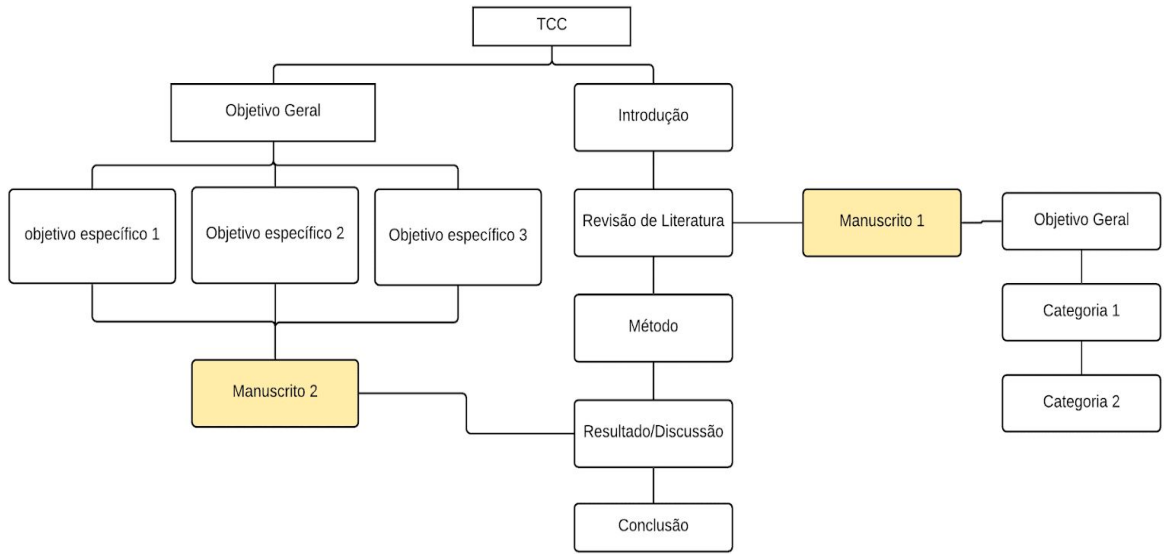 TCC
Objetivo Geral
Introdução
objetivo específico 1
Objetivo específico 2
Objetivo específico 3
Revisão de Literatura
Manuscrito 1
Objetivo Geral
Categoria 1
Método
Manuscrito 2
Categoria 2
Resultado/Discussão
Conclusão